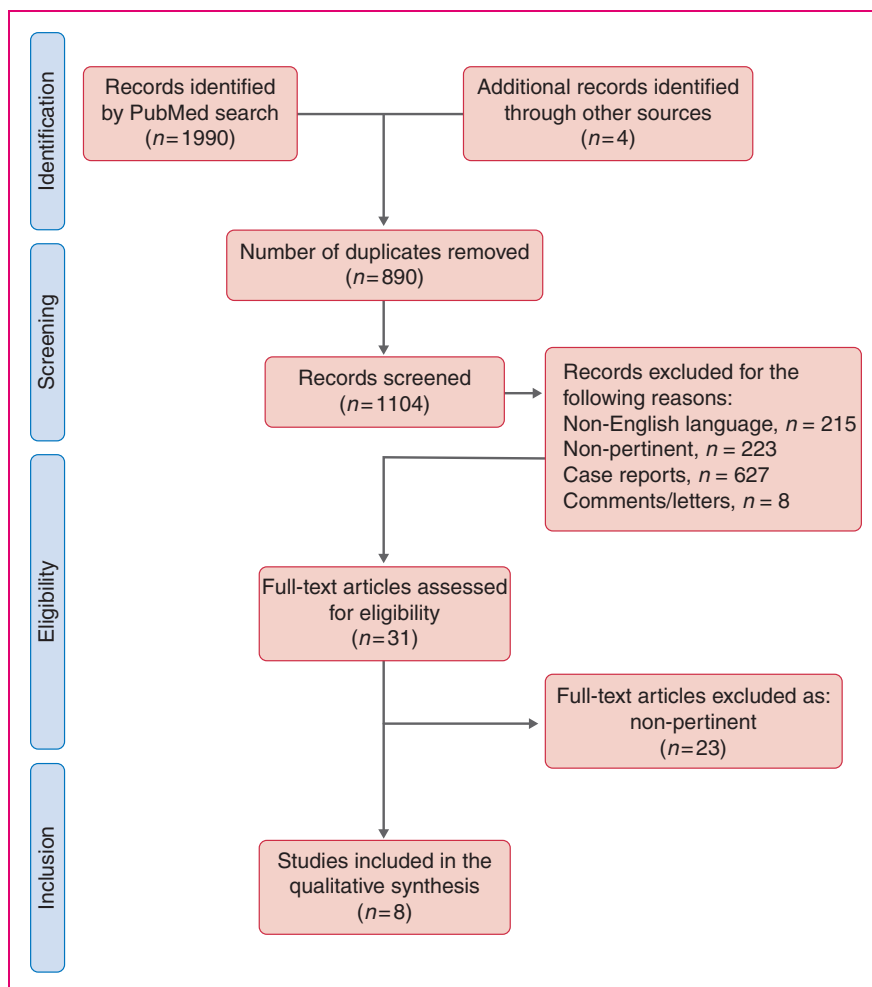 Identification
Records identified
by PubMed search
(n=1990)
Additional records identified
through other sources
(n=4)
Screening
Number of duplicates removed
(n=890)
Records screened
(n=1104)
Records excluded for the
following reasons:
Non-English language, n = 215
Non-pertinent, n = 223
Case reports, n = 627
Comments/letters, n = 8
Eligibility
Full-text articles assessed
for eligibility
(n=31)
Full-text articles excluded as:
non-pertinent
(n=23)
Inclusion
Studies included in the
qualitative synthesis
(n=8)